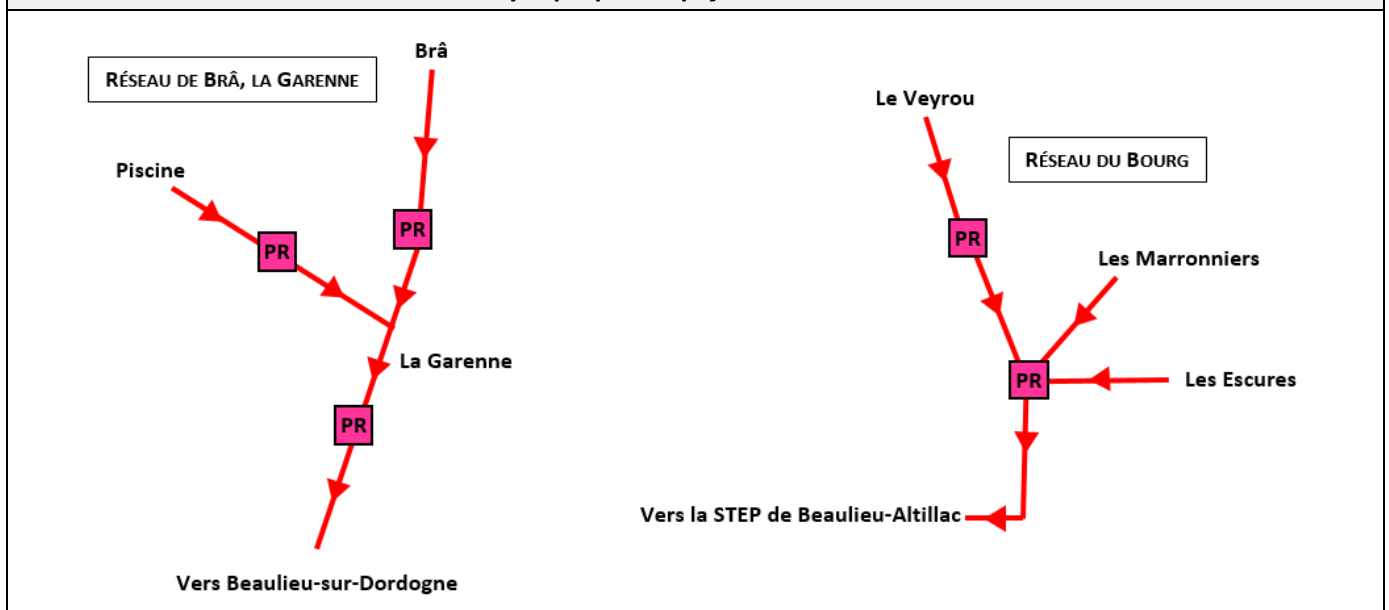 RÉSEAU DE BRÂ, LA GARENNE
Brâ
Piscine
PR
PR
La Garenne
PR
Vers Beaulieu-sur-Dordogne
Le Veyrou
RÉSEAU DU BOURG
PR
Les Marronniers
PR
Les Escures
Vers la STEP de Beaulieu-Altillac